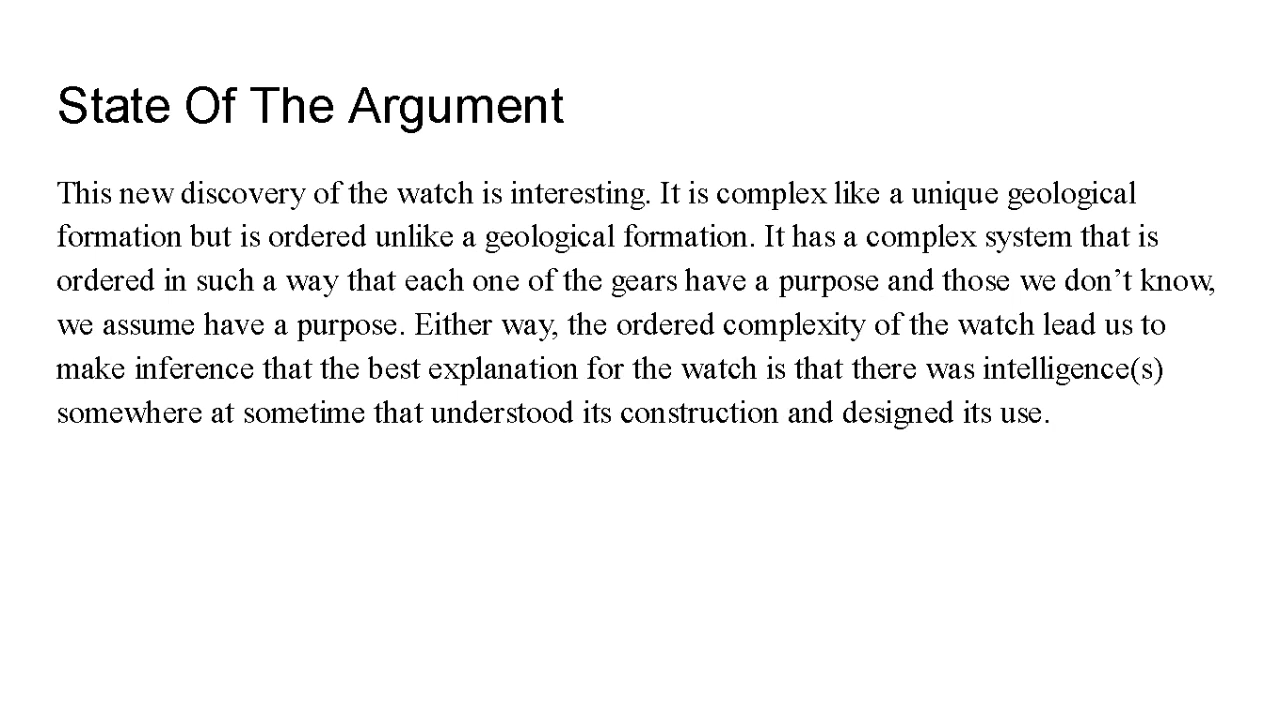 State Of The Argument
This new discovery of the watch is interesting. It is complex like a unique geological
formation but is ordered unlike a geological formation. It has a complex system that is
ordered in such a way that each one of the gears have a purpose and those we don’t know,
we assume have a purpose. Either way, the ordered complexity of the watch lead us to
make inference that the best explanation for the watch is that there was intelligence(s)
somewhere at sometime that understood its construction and designed its use.